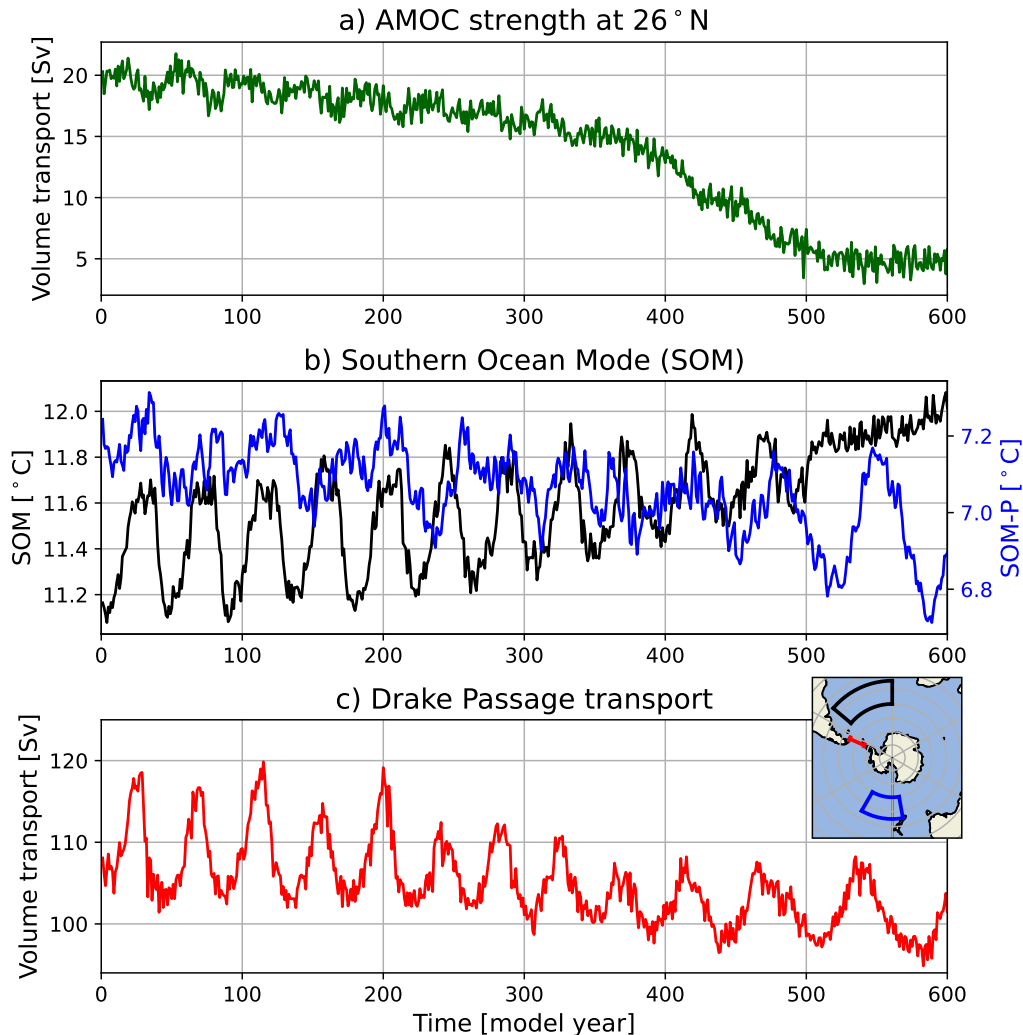 a) AMOC strength at 26°N
Volume transport [Sv]
20
15
10
5
0 100 200 300 400 500 600
b) Southern Ocean Mode (SOM)
SOM [°C]
12.0
11.8
11.6
11.4
11.2
7.2
7.0
6.8
SOM-P [°C]
0 100 200 300 400 500 600
c) Drake Passage transport
Volume transport [Sv]
120
110
100
0 100 200 300 400 500 600
Time [model year]